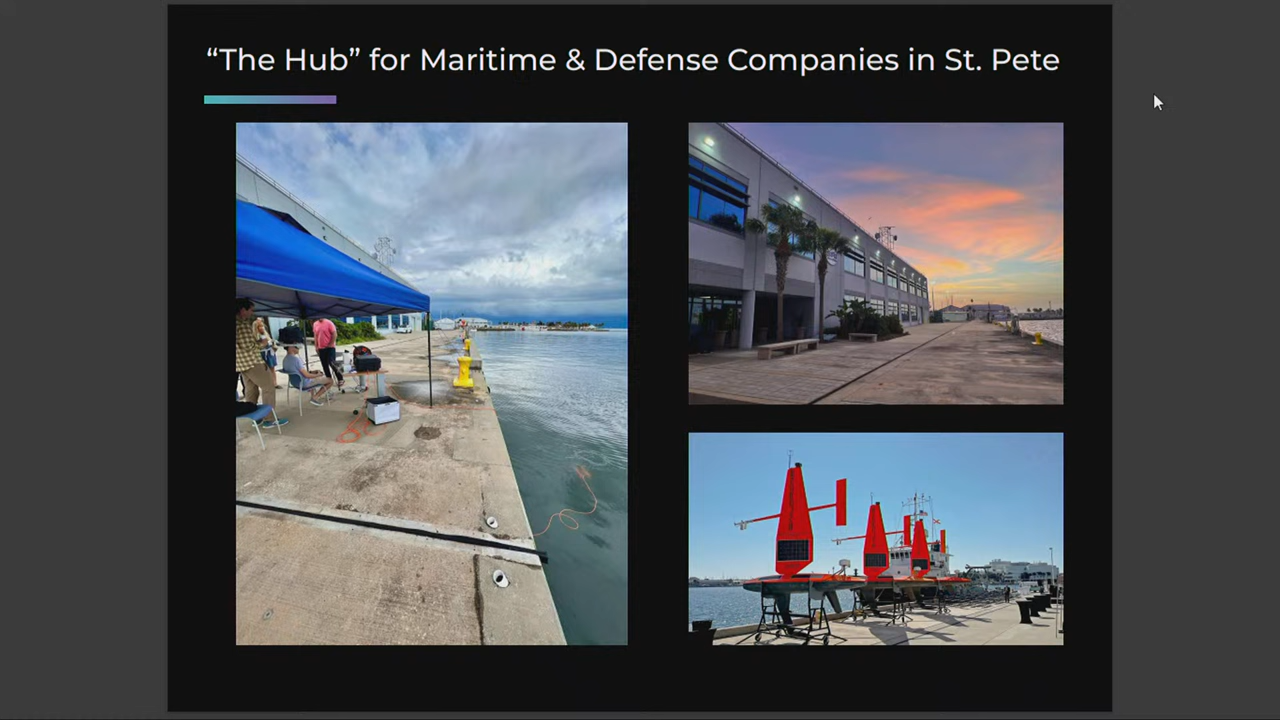 “The Hub” for Maritime & Defense Companies in St. Pete